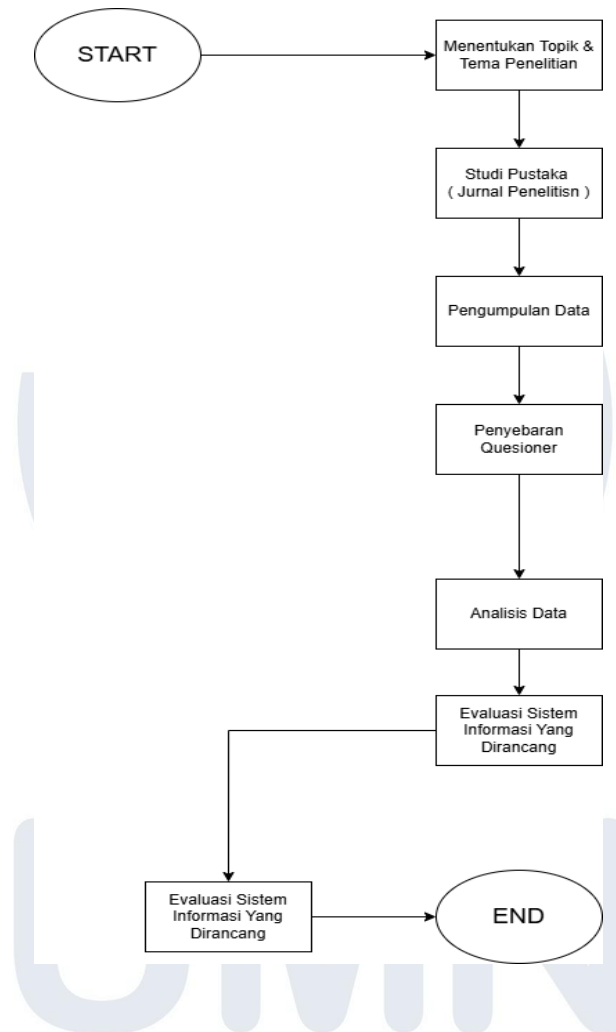 START
Menentukan Topik &
Tema Penelitian
Studi Pustaka
( Jurnal Penelitisn )
Pengumpulan Data
Penyebaran
Quesioner
Analisis Data
Evaluasi Sistem
Informasi Yang
Dirancang
Evaluasi Sistem
Informasi Yang
Dirancang
END
UMN